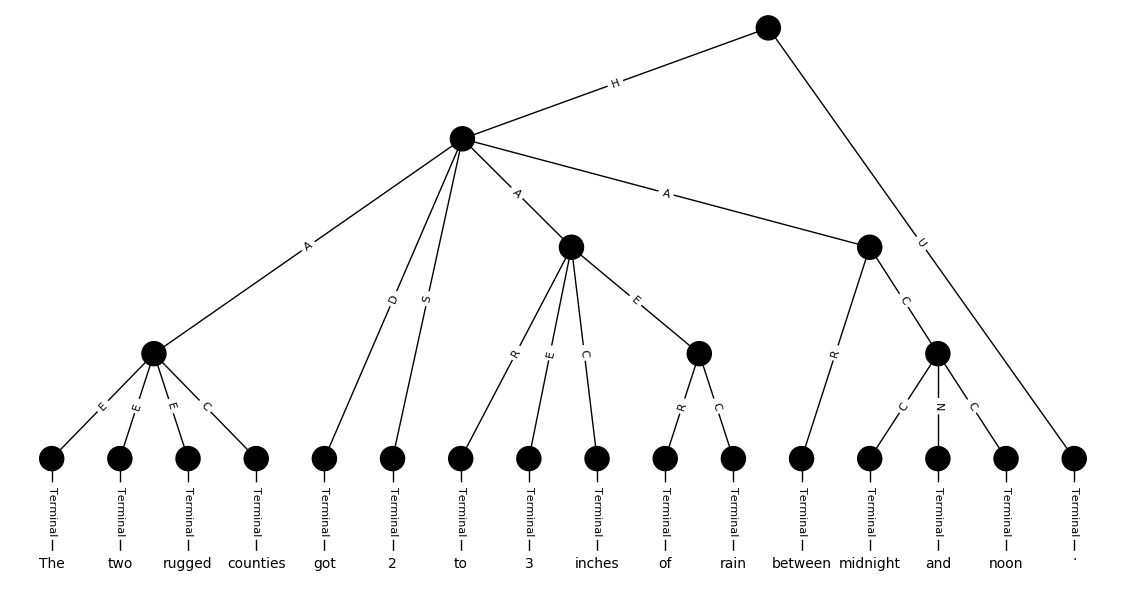 H
A D S A A U
E E E C R E C E R C
R C C N C
Terminal Terminal Terminal Terminal Terminal Terminal Terminal Terminal Terminal Terminal Terminal Terminal Terminal Terminal Terminal Terminal
The two rugged counties got 2 to 3 inches of rain between midnight and noon .